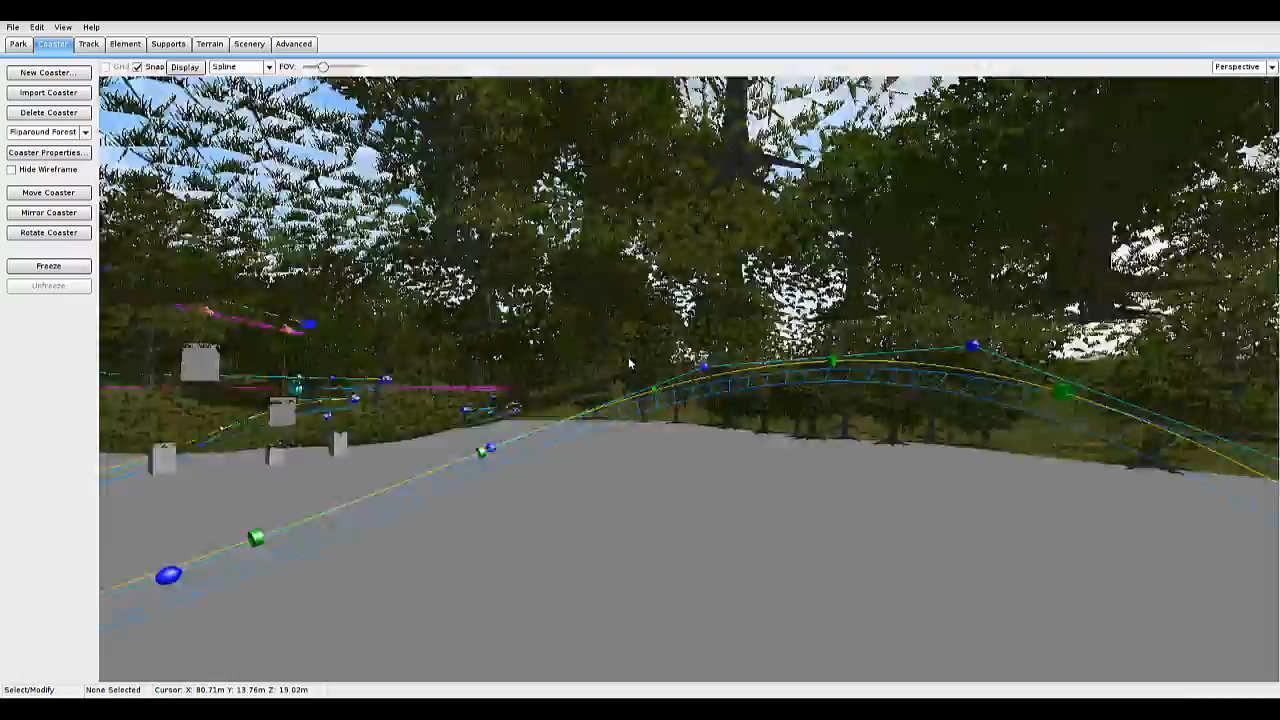 File Edit View Help
Park Coaster Track Element Supports Terrain Scenery Advanced
Grid Snap Display Spline FOV: Perspective
New Coaster...
Import Coaster
Delete Coaster
Fliparound Forest
Coaster Properties...
Hide Wireframe
Move Coaster
Mirror Coaster
Rotate Coaster
Freeze
Unfreeze
Select/Modify None Selected Cursor: X: 80.71m Y: 13.76m Z: 19.02m